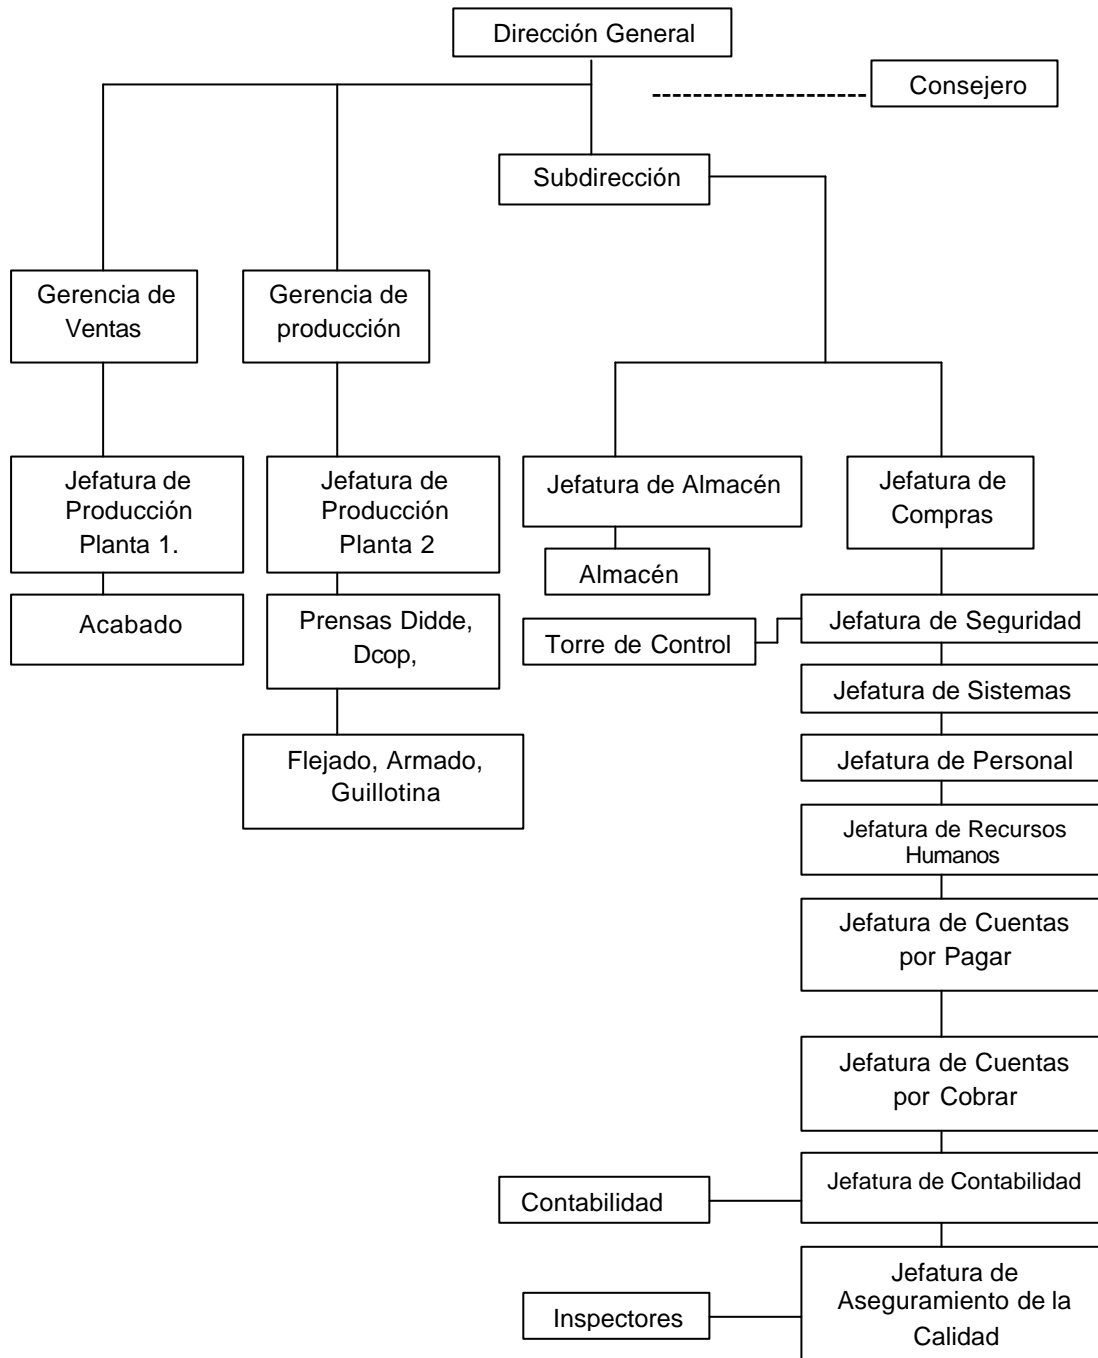 Dirección General
Consejero
Subdirección
Gerencia de
Ventas
Gerencia de
producción
Jefatura de
Producción
Planta 1.
Jefatura de
Producción
Planta 2
Jefatura de Almacén
Jefatura de
Compras
Almacén
Acabado
Prensas Didde,
Dcop,
Torre de Control
Jefatura de Seguridad
Jefatura de Sistemas
Flejado, Armado,
Guillotina
Jefatura de Personal
Jefatura de Recursos
Humanos
Jefatura de Cuentas
por Pagar
Jefatura de Cuentas
por Cobrar
Contabilidad
Jefatura de Contabilidad
Inspectores
Jefatura de
Aseguramiento de la
Calidad